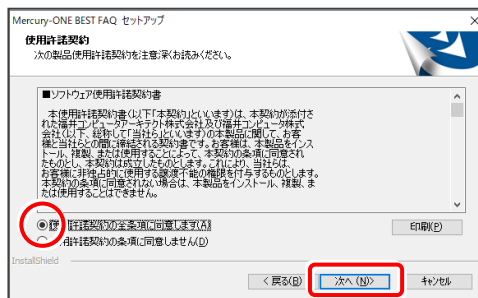 Mercury-ONE BEST FAQ セットアップ
使用許諾契約
次の製品使用許諾契約を注意深くお読みください。
■ソフトウェア使用許諾契約書
本使用許諾契約書(以下「本契約」といいます)は、本契約が添付さ
れた福井コンピュータアーキテクト株式会社及び福井コンピュータ株式
会社(以下、総称して「当社ら」といいます)の本製品に関して、お客
様と当社らとの間に締結される契約書です。お客様は、本製品をインス
トール、複製、または使用することによって、本契約の条項に同意され
たものとし、本契約は成立したものとします。これにより、当社らは、
お客様に非独占的に使用する譲渡不能の権限を付与するものとします。
本契約の条項に同意されない場合は、本製品をインストール、複製、ま
たは使用することはできません。
使用許諾契約の全条項に同意します(A)
印刷(P)
用許諾契約の条項に同意しません(D)
InstallShield
< 戻る(B)
次へ (N)>
キャンセル